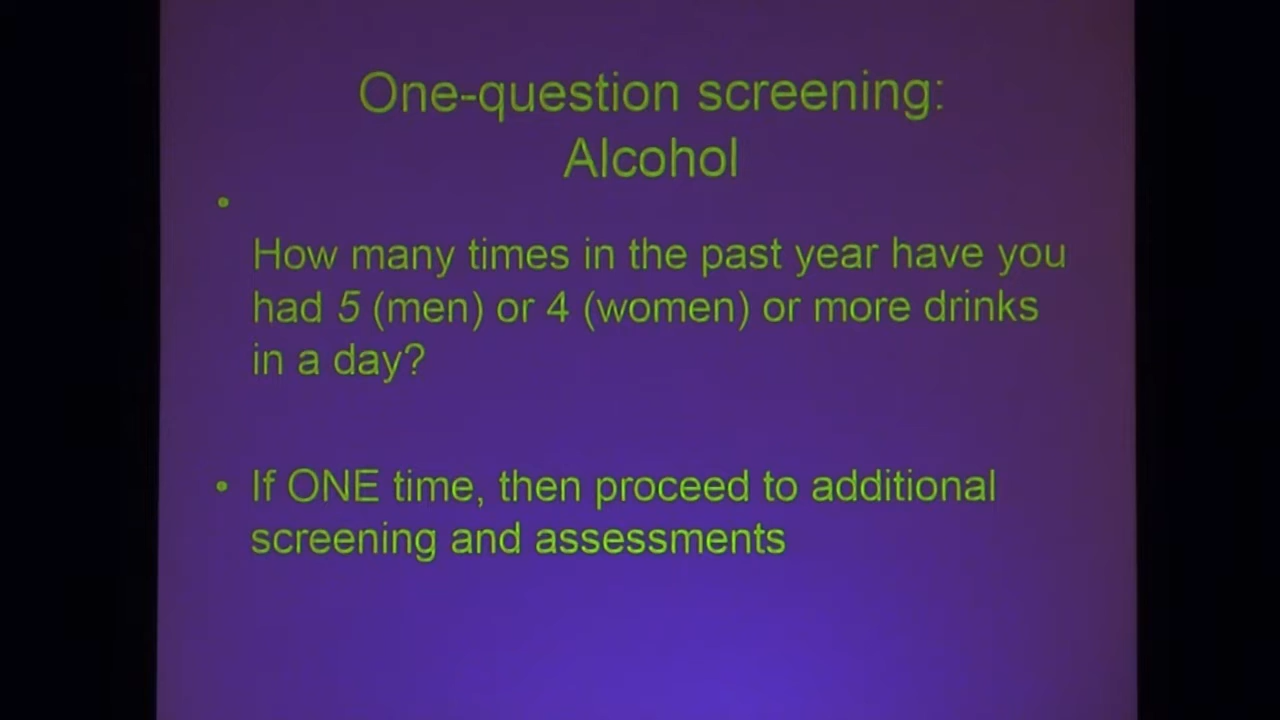 One-question screening:
Alcohol
•
How many times in the past year have you
had 5 (men) or 4 (women) or more drinks
in a day?
• If ONE time, then proceed to additional
screening and assessments